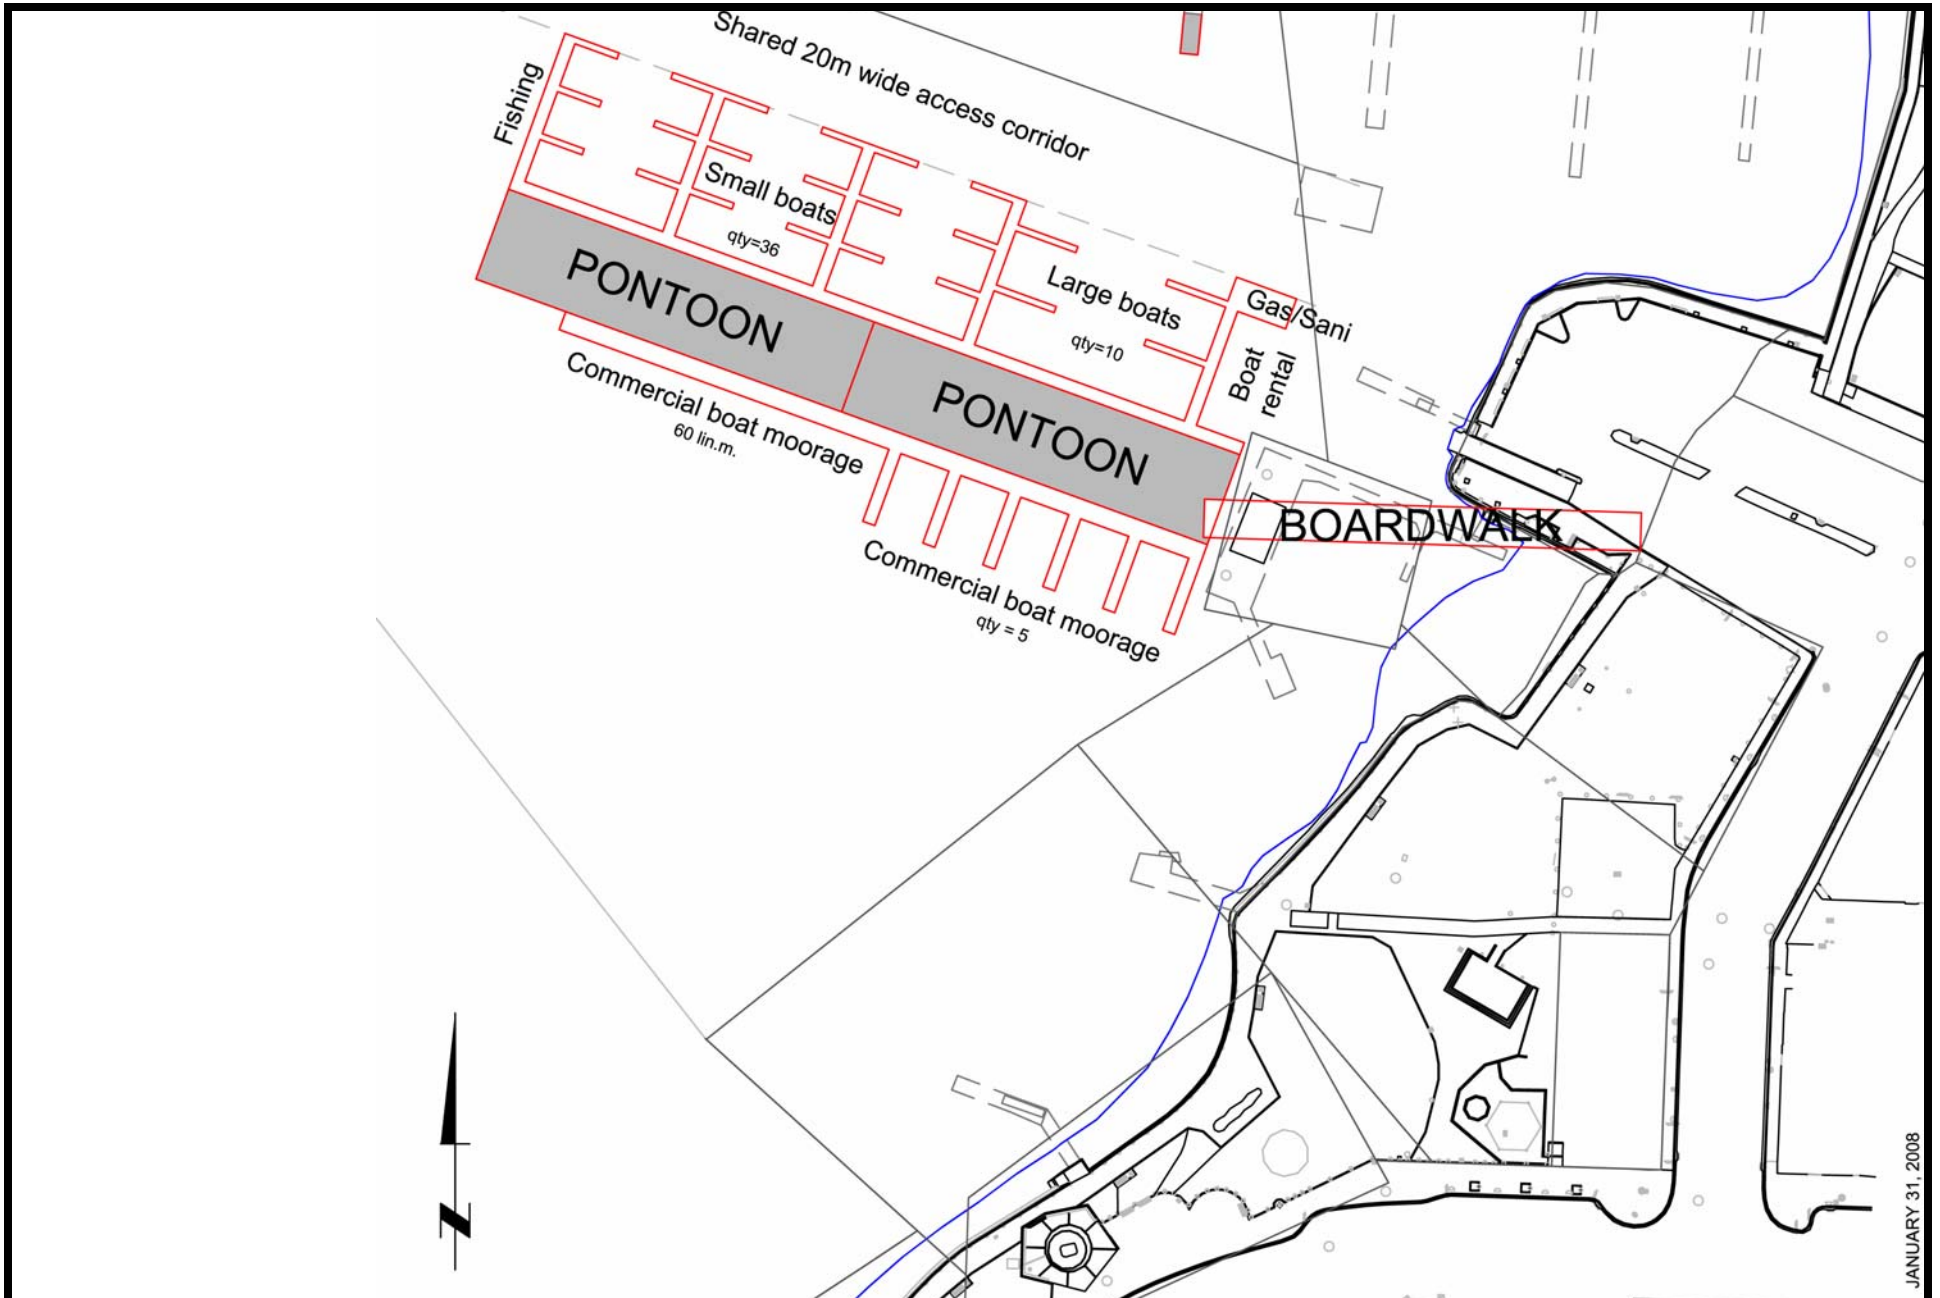 Shared 20m wide access corridor
Fishing
Small boats
qty=36
Large boats
qty=10
Gas/Sani
Boat
rental
PONTOON
PONTOON
Commercial boat moorage
60 lin.m.
BOARDWALK
Commercial boat moorage
qty = 5
N
JANUARY 31, 2008